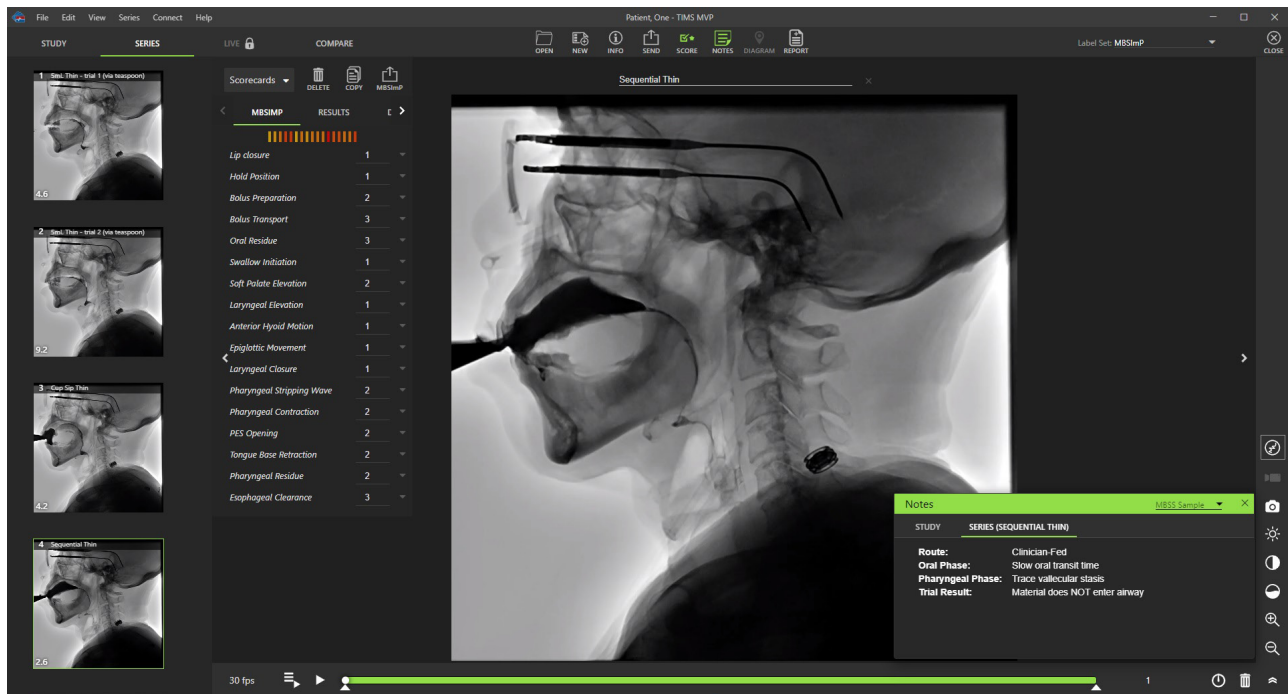 File Edit View Series Connect Help
Patient, One - TIMS MVP
STUDY SERIES LIVE COMPARE
OPEN NEW INFO SEND SCORE NOTES DIAGRAM REPORT
Label Set: MBSImP
CLOSE
1 5mL Thin - trial 1 (via teaspoon)
4.6
2 5mL Thin - trial 2 (via teaspoon)
9.2
3 Cup Sip Thin
4.2
4 Sequential Thin
2.6
Scorecards DELETE COPY MBSImP
MBSIMP RESULTS
Lip closure 1
Hold Position 1
Bolus Preparation 2
Bolus Transport 3
Oral Residue 3
Swallow Initiation 1
Soft Palate Elevation 2
Laryngeal Elevation 1
Anterior Hyoid Motion 1
Epiglottic Movement 1
Laryngeal Closure 1
Pharyngeal Stripping Wave 2
Pharyngeal Contraction 2
PES Opening 2
Tongue Base Retraction 2
Pharyngeal Residue 2
Esophageal Clearance 3
Sequential Thin
Notes MBSS Sample
STUDY SERIES (SEQUENTIAL THIN)
Route: Clinician-Fed
Oral Phase: Slow oral transit time
Pharyngeal Phase: Trace vallecular stasis
Trial Result: Material does NOT enter airway
30 fps 1